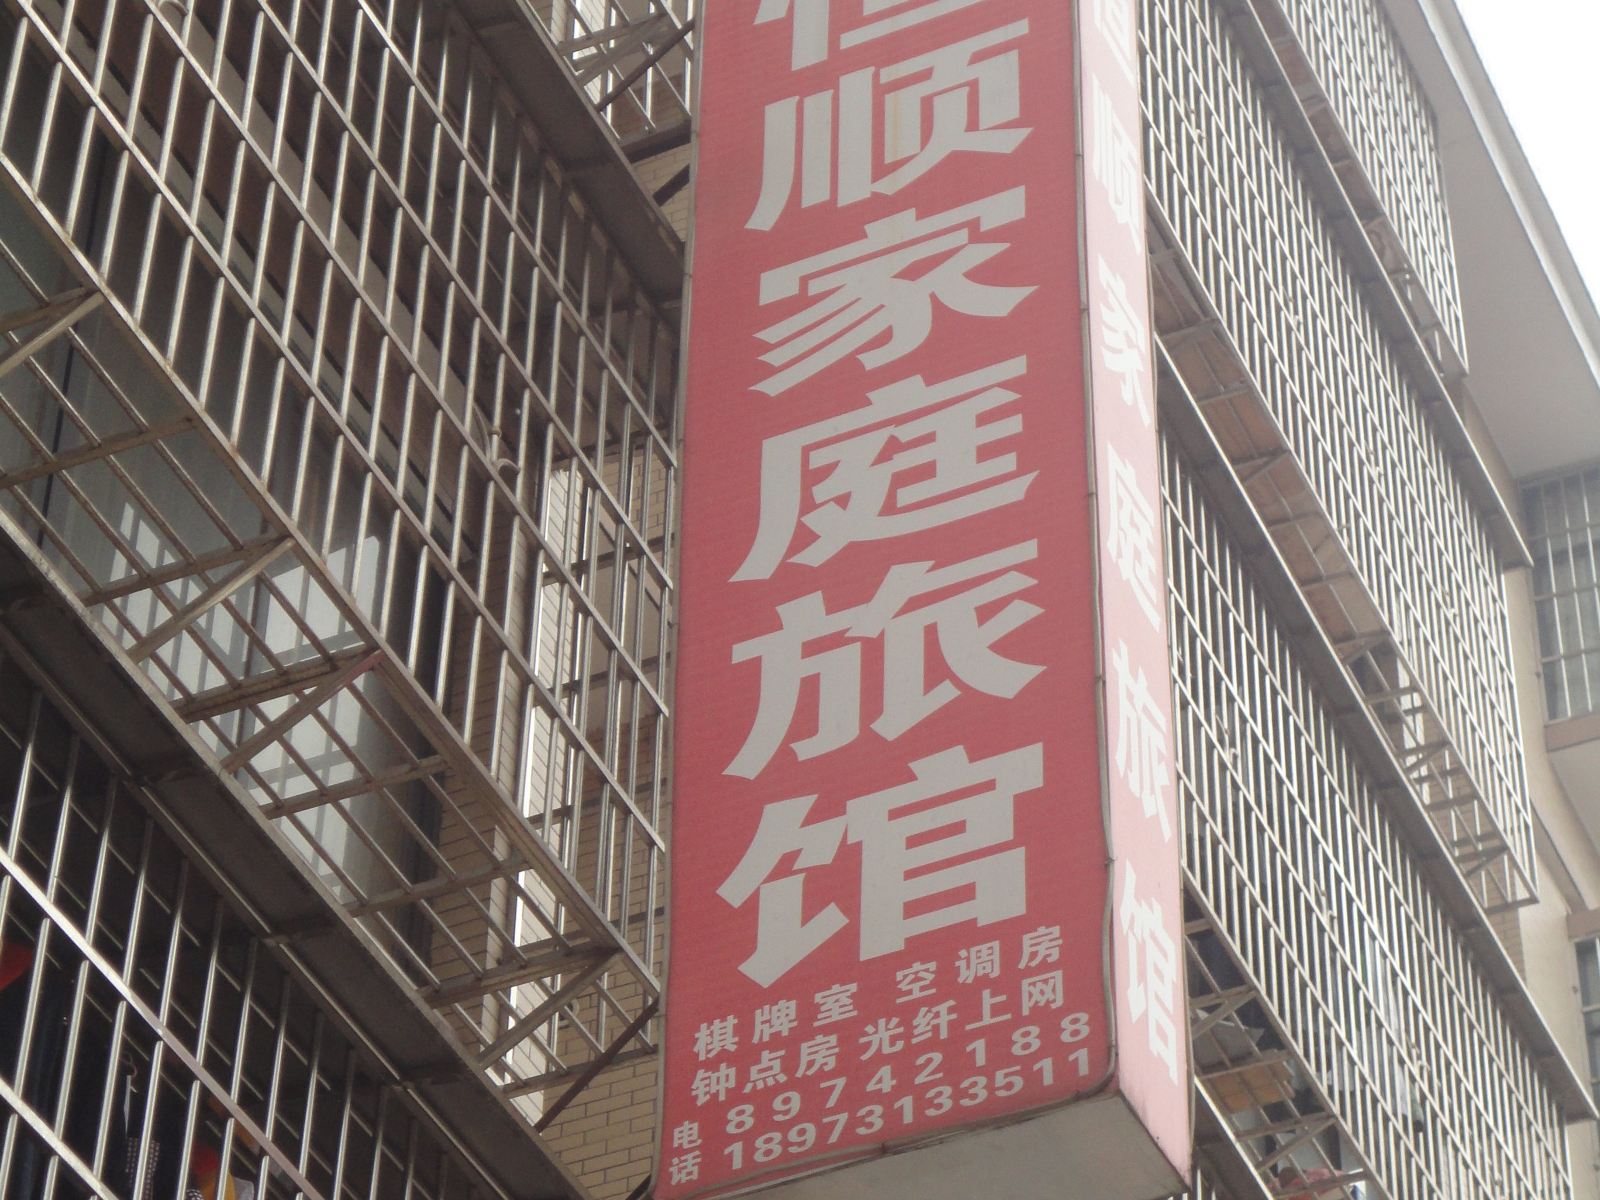 恒顺家庭旅馆
棋牌室 空调房
钟点房 光纤上网
电话 89742188
18973133511
恒顺家庭旅馆